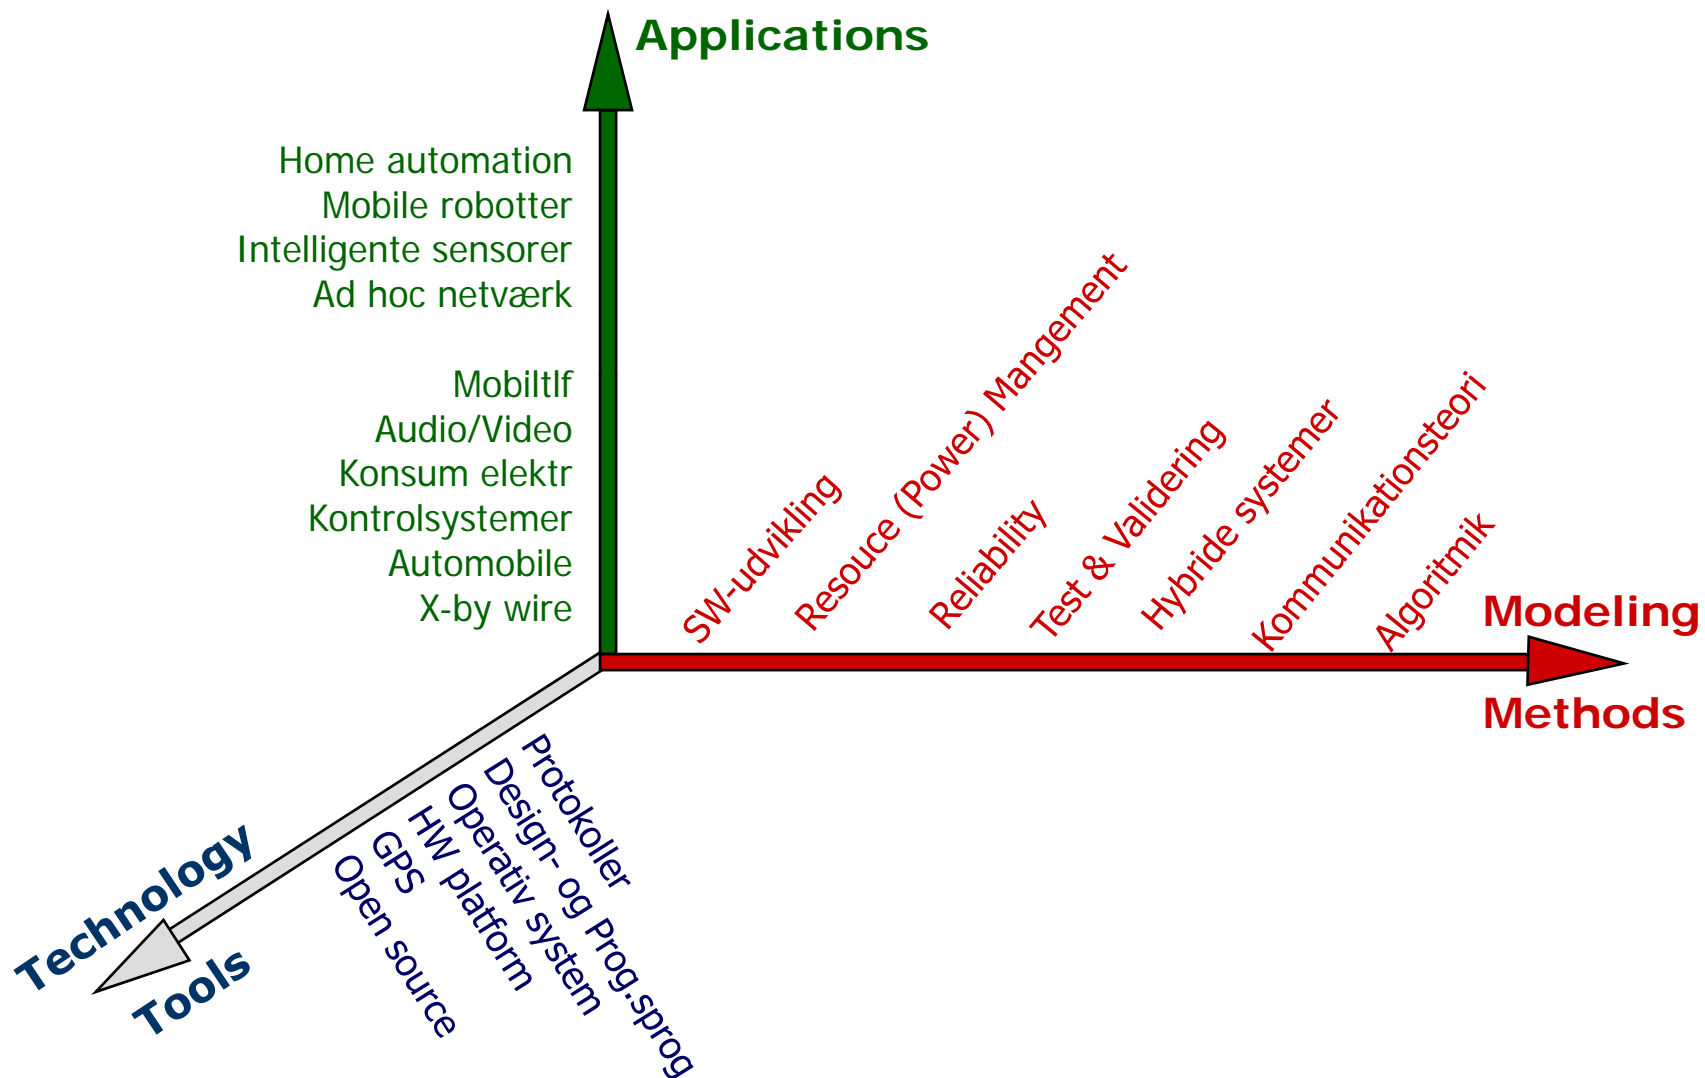 Applications
Home automation
Mobile robotter
Intelligente sensorer
Ad hoc netværk
Mobiltlf
Audio/Video
Konsum elektr
Kontrolsystemer
Automobile
X-by wire
SW-udvikling
Resouce (Power) Mangement
Reliability
Test & Validering
Hybride systemer
Kommunikationsteori
Algoritmik
Modeling
Methods
Protokoller
Design- og Prog.sprog
Operativ system
HW platform
GPS
Open source
Technology
Tools